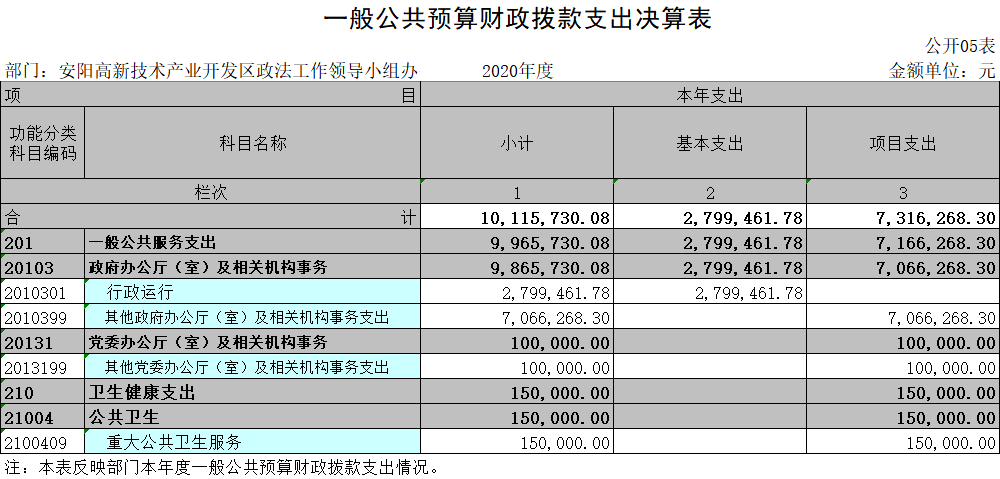 一般公共预算财政拨款支出决算表
公开05表
部门：安阳高新技术产业开发区政法工作领导小组办 2020年度 金额单位：元
项 目 本年支出
功能分类科目编码 科目名称 小计 基本支出 项目支出
栏次 1 2 3
合 计 10,115,730.08 2,799,461.78 7,316,268.30
201 一般公共服务支出 9,965,730.08 2,799,461.78 7,166,268.30
20103 政府办公厅（室）及相关机构事务 9,865,730.08 2,799,461.78 7,066,268.30
2010301 行政运行 2,799,461.78 2,799,461.78
2010399 其他政府办公厅（室）及相关机构事务支出 7,066,268.30 7,066,268.30
20131 党委办公厅（室）及相关机构事务 100,000.00 100,000.00
2013199 其他党委办公厅（室）及相关机构事务支出 100,000.00 100,000.00
210 卫生健康支出 150,000.00 150,000.00
21004 公共卫生 150,000.00 150,000.00
2100409 重大公共卫生服务 150,000.00 150,000.00
注：本表反映部门本年度一般公共预算财政拨款支出情况。